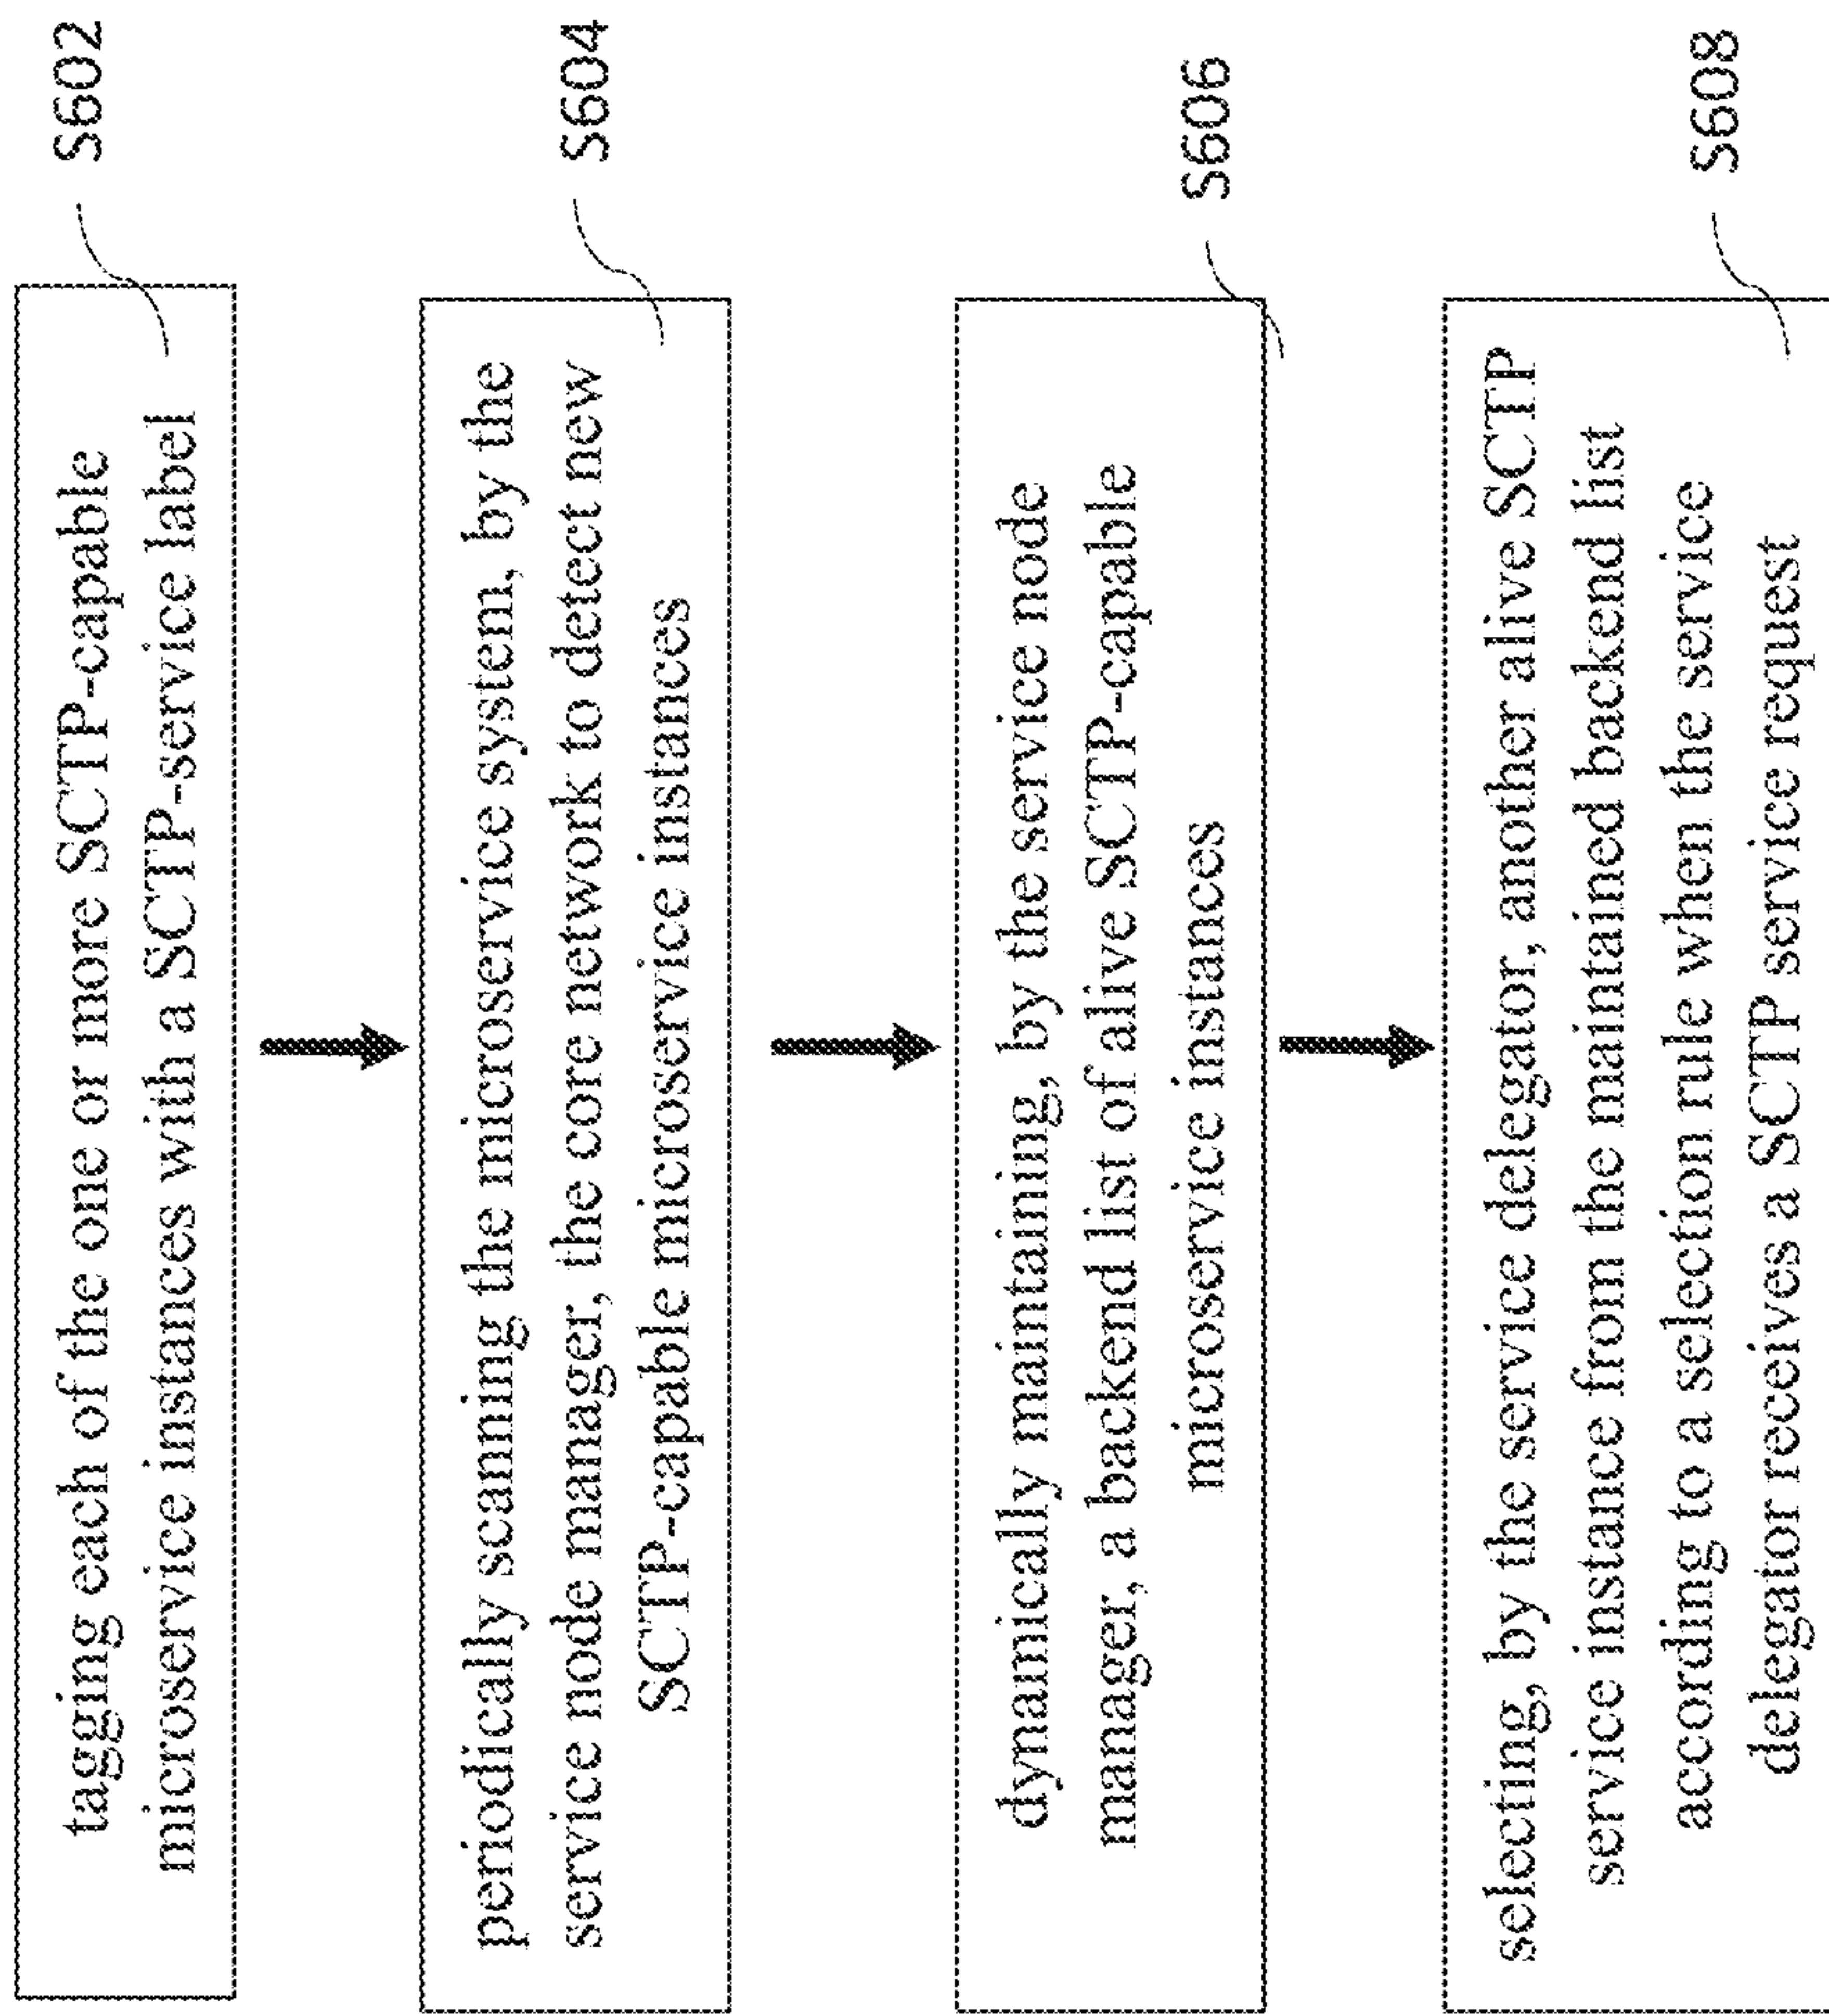 tagging each of the one or more SCTP-capable
microservice instances with a SCTP-service label
S602
periodically scanning the microservice system, by the
service node manager, the core network to detect new
SCTP-capable microservice instances
S604
dynamically maintaining, by the service node
manager, a backend list of alive SCTP-capable
microservice instances
S606
selecting, by the service delegator, another alive SCTP
service instance from the maintained backend list
according to a selection rule when the service
delegator receives a SCTP service request
S608